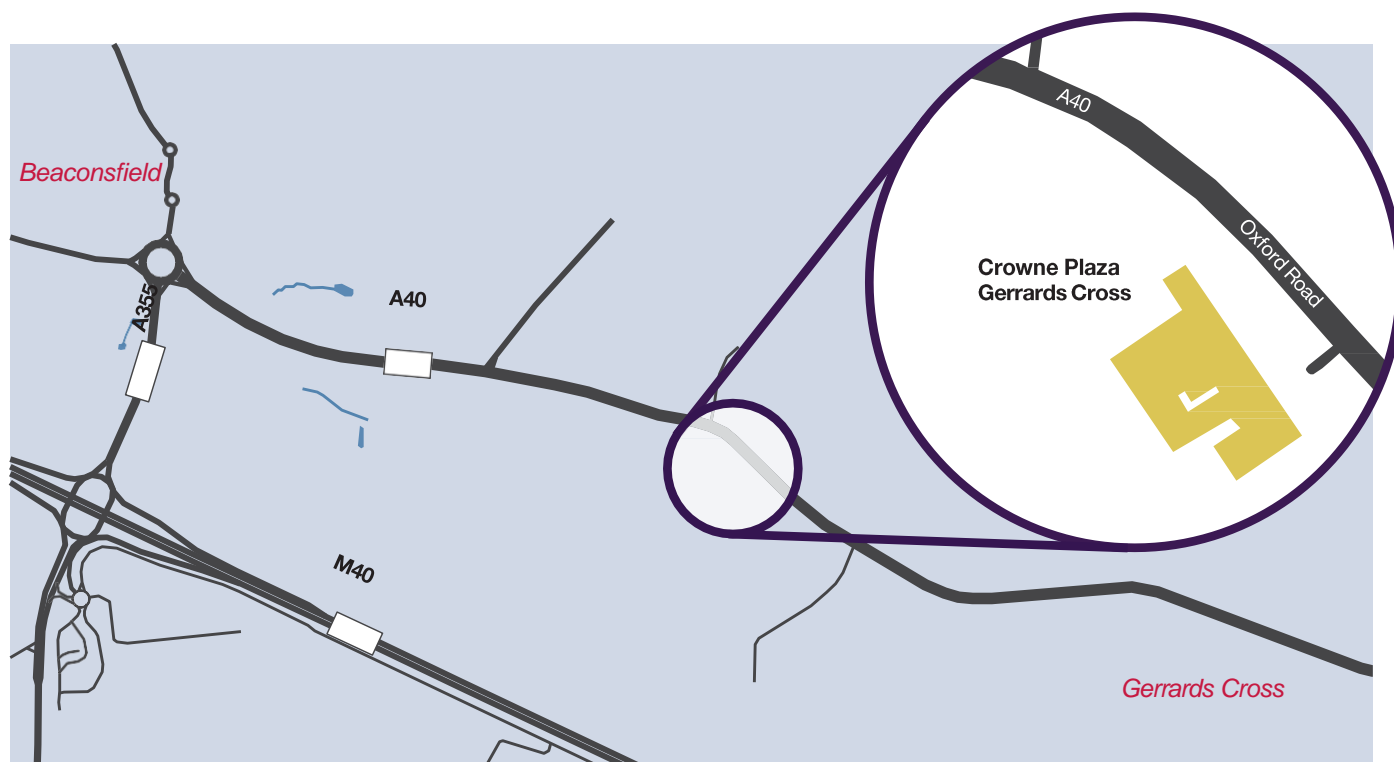 A40
Beaconsfield
Oxford Road
Crowne Plaza
Gerrards Cross
A355
A40
M40
Gerrards Cross